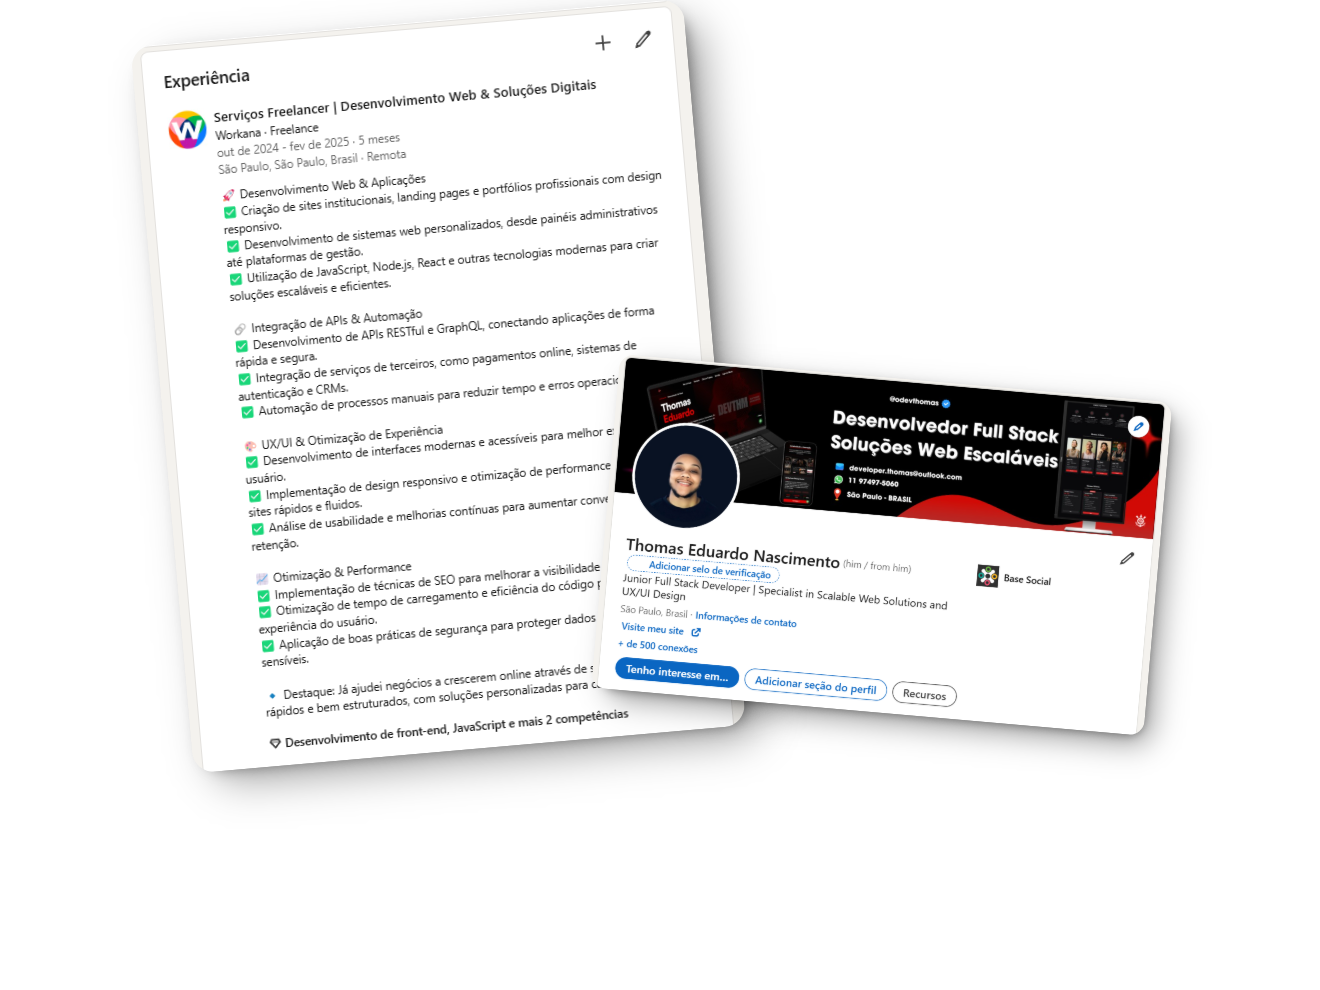 Experiência
Serviços Freelancer | Desenvolvimento Web & Soluções Digitais
Workana · Freelance
out de 2024 - fev de 2025 · 5 meses
São Paulo, São Paulo, Brasil · Remota
🚀 Desenvolvimento Web & Aplicações
✅ Criação de sites institucionais, landing pages e portfólios profissionais com design
responsivo.
✅ Desenvolvimento de sistemas web personalizados, desde painéis administrativos
até plataformas de gestão.
✅ Utilização de JavaScript, Node.js, React e outras tecnologias modernas para criar
soluções escaláveis e eficientes.
🔗 Integração de APIs & Automação
✅ Desenvolvimento de APIs RESTful e GraphQL, conectando aplicações de forma
rápida e segura.
✅ Integração de serviços de terceiros, como pagamentos online, sistemas de
autenticação e CRMs.
✅ Automação de processos manuais para reduzir tempo e erros
🧠 UX/UI & Otimização de Experiência
✅ Desenvolvimento de interfaces modernas e acessíveis para melhor
usuário.
✅ Implementação de design responsivo e otimização de performance
sites rápidos e fluidos.
✅ Análise de usabilidade e melhorias contínuas para aumentar
retenção.
📈 Otimização & Performance
✅ Implementação de técnicas de SEO para melhorar a visibilidade
✅ Otimização de tempo de carregamento e eficiência do código
experiência do usuário.
✅ Aplicação de boas práticas de segurança para proteger dados
sensíveis.
🔹 Destaque: Já ajudei negócios a crescerem online através de
rápidos e bem estruturados, com soluções personalizadas para
Desenvolvimento de front-end, JavaScript e mais 2 competências
Thomas
Eduardo
DEVTHM
@odevthomas
Desenvolvedor Full Stack
Soluções Web Escaláveis
developer.thomas@outlook.com
11 97497-5060
São Paulo - BRASIL
Thomas Eduardo Nascimento (him / from him)
Adicionar selo de verificação
Junior Full Stack Developer | Specialist in Scalable Web Solutions and
UX/UI Design
São Paulo, Brasil · Informações de contato
Visite meu site
+ de 500 conexões
Tenho interesse em...
Adicionar seção do perfil
Recursos
Base Social